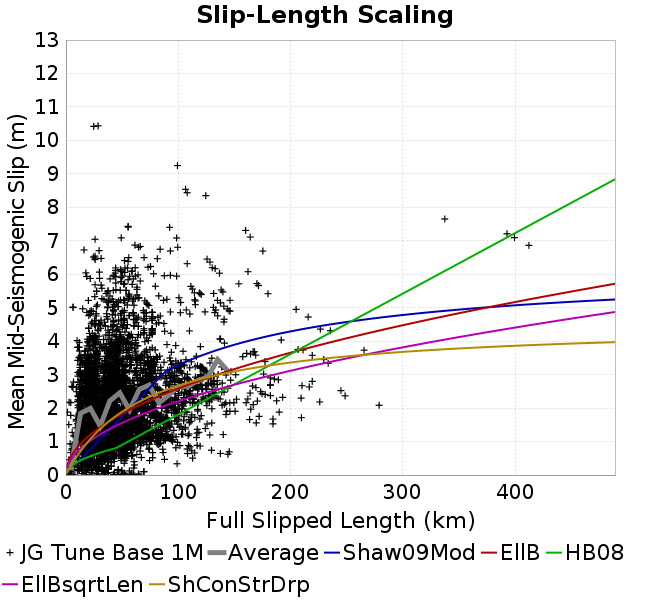 Slip-Length Scaling
Mean Mid-Seismogenic Slip (m)
13
12
11
10
9
8
7
6
5
4
3
2
1
0
0 100 200 300 400
Full Slipped Length (km)
JG Tune Base 1M Average Shaw09Mod EllB HB08
EllBsqrtLen ShConStrDrp